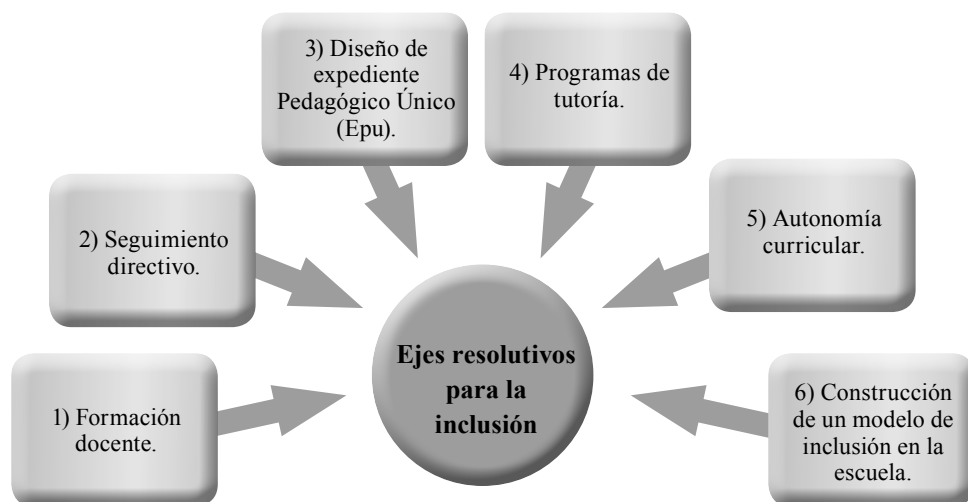 3) Diseño de
expediente
Pedagógico Único
(Epu).
4) Programas de
tutoría.
2) Seguimiento
directivo.
5) Autonomía
curricular.
Ejes resolutivos
para la
inclusión
1) Formación
docente.
6) Construcción
de un modelo de
inclusión en la
escuela.